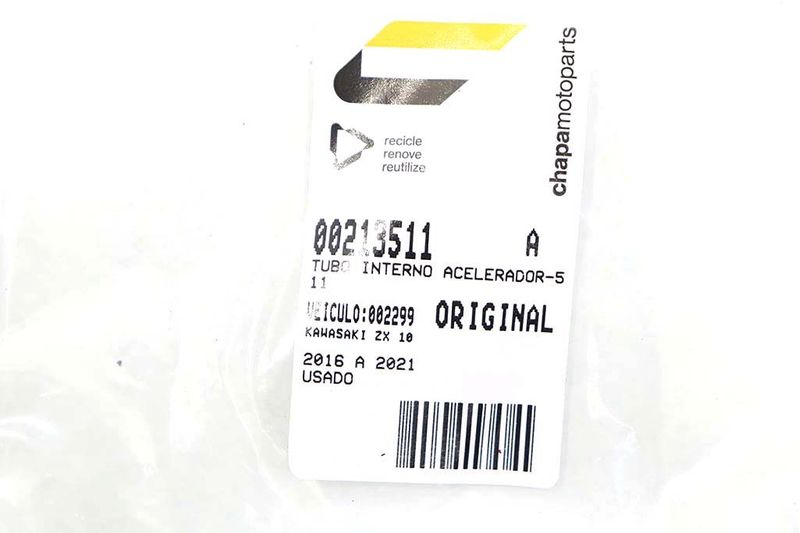 chapamotoparts
recicle
renove
reutilize
00213511 A
TUBO INTERNO ACELERADOR-5
11
VEICULO:002299 ORIGINAL
KAWASAKI ZX 10
2016 A 2021
USADO